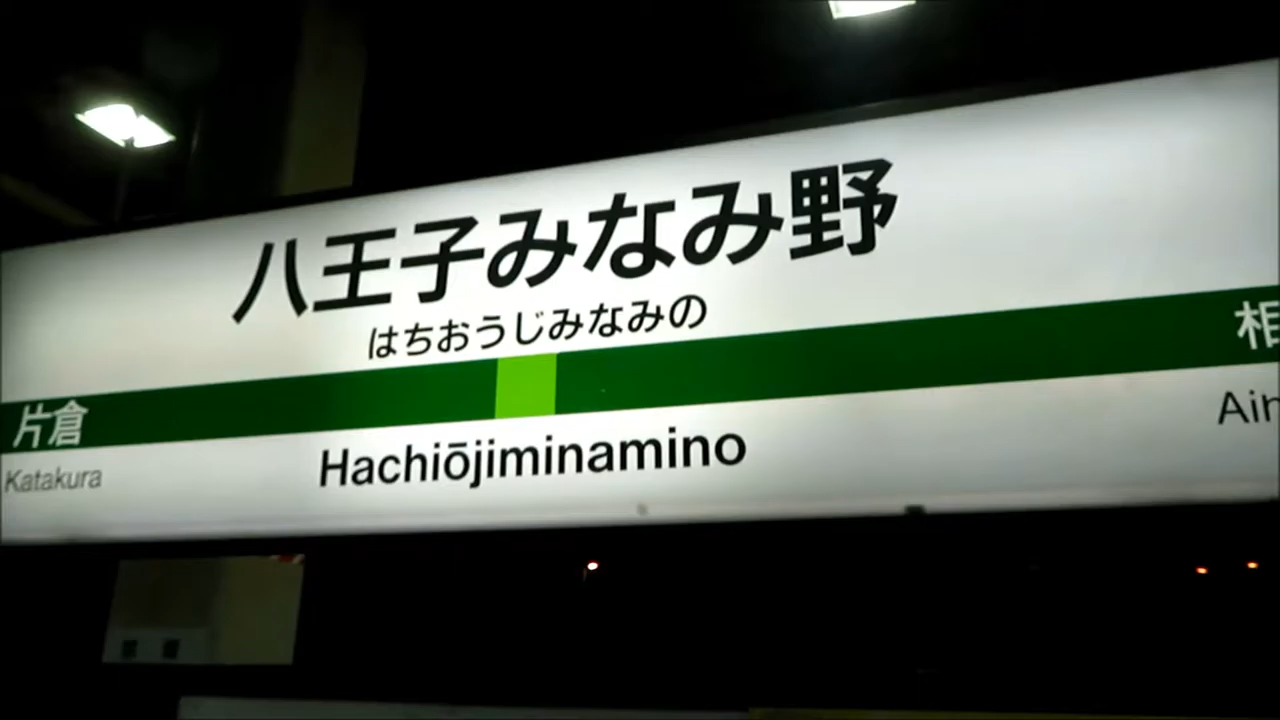 八王子みなみ野
はちおうじみなみの
片倉
相
Katakura
Hachiōjiminamino